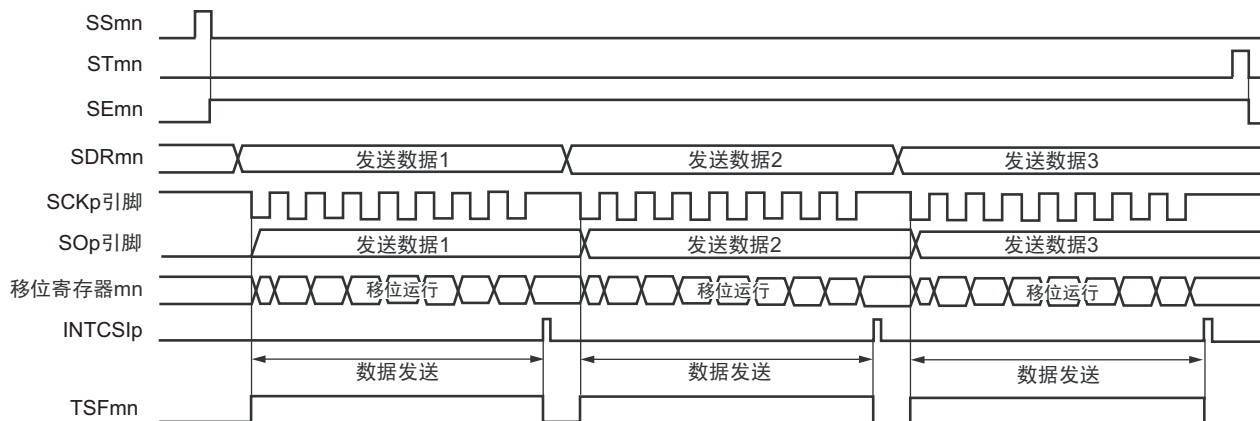 SSmn
STmn
SEmn
SDRmn 发送数据1 发送数据2 发送数据3
SCKp引脚
SOp引脚 发送数据1 发送数据2 发送数据3
移位寄存器mn 移位运行 移位运行 移位运行
INTCSIp
数据发送 数据发送 数据发送
TSFmn